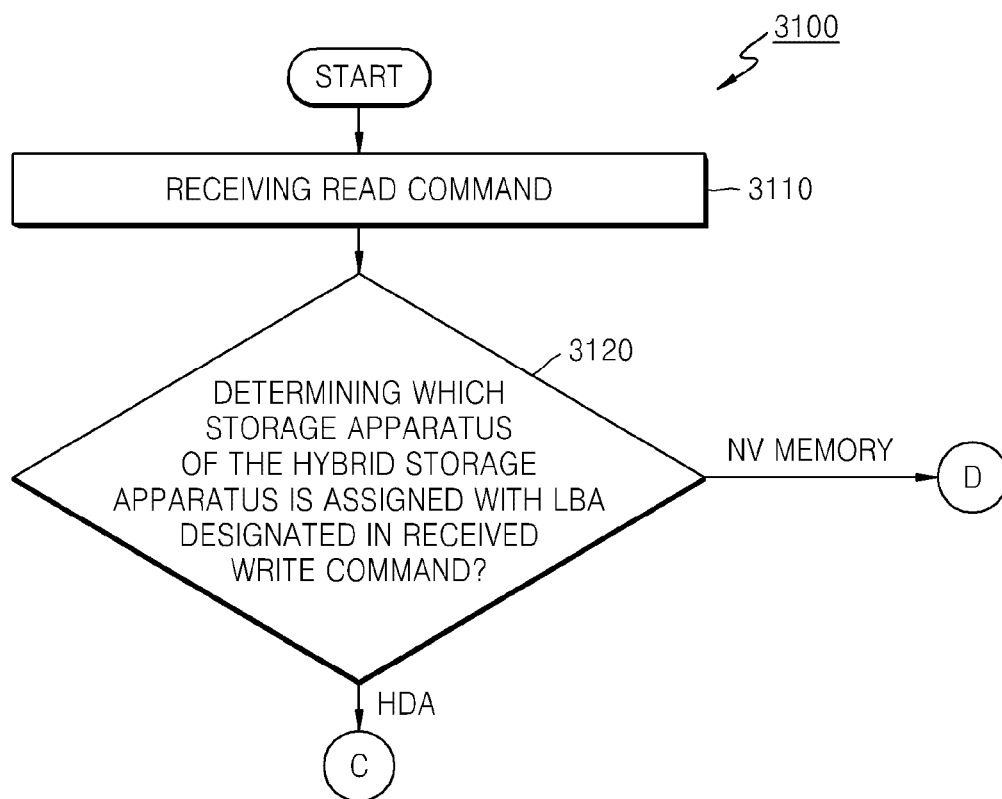 3100
START
RECEIVING READ COMMAND
3110
3120
DETERMINING WHICH
STORAGE APPARATUS
OF THE HYBRID STORAGE
APPARATUS IS ASSIGNED WITH LBA
DESIGNATED IN RECEIVED
WRITE COMMAND?
NV MEMORY
D
HDA
C